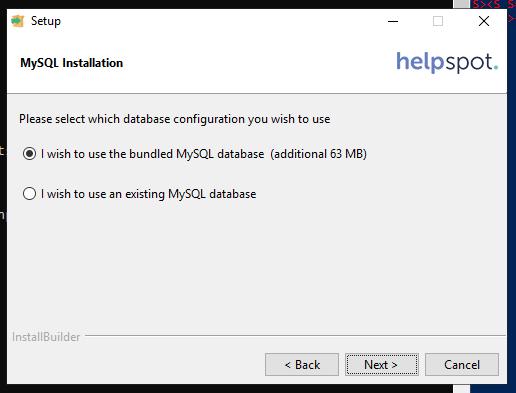 Setup
MySQL Installation
helpspot.
Please select which database configuration you wish to use
I wish to use the bundled MySQL database (additional 63 MB)
I wish to use an existing MySQL database
InstallBuilder
< Back
Next >
Cancel